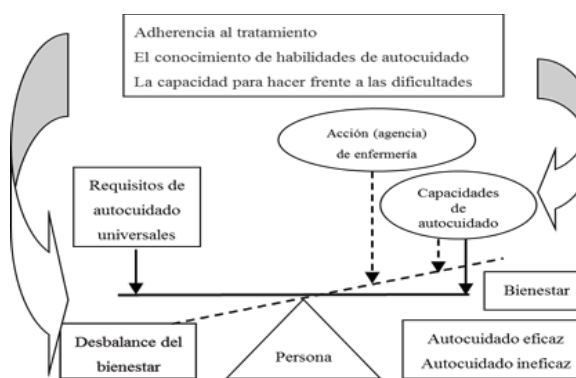 Adherencia al tratamiento
El conocimiento de habilidades de autocuidado
La capacidad para hacer frente a las dificultades
Acción (agencia)
de enfermería
Requisitos de
autocuidado
universales
Capacidades
de
autocuidado
Bienestar
Desbalance del
bienestar
Persona
Autocuidado eficaz
Autocuidado ineficaz